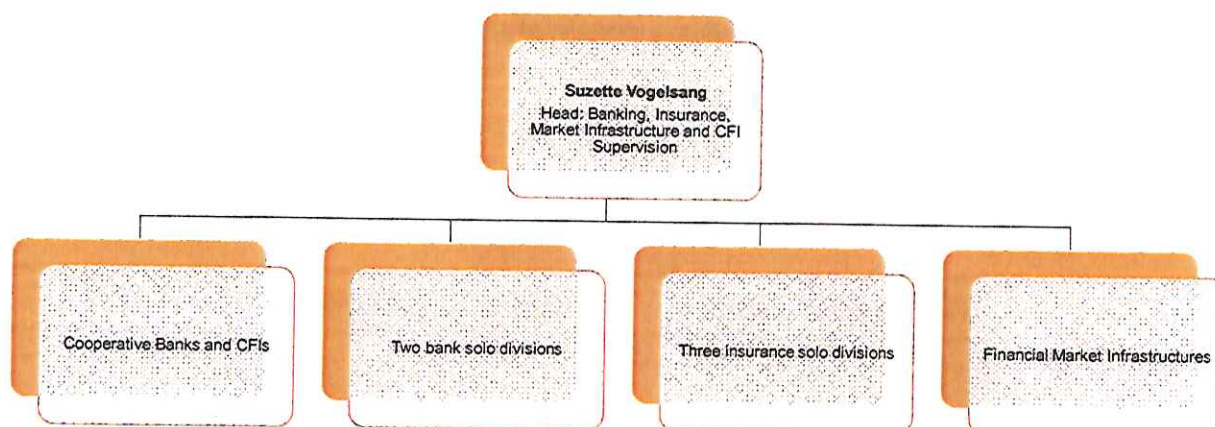 Suzette Vogelsang
Head: Banking, Insurance,
Market Infrastructure and CFI
Supervision
Cooperative Banks and CFIs
Two bank solo divisions
Three insurance solo divisions
Financial Market Infrastructures